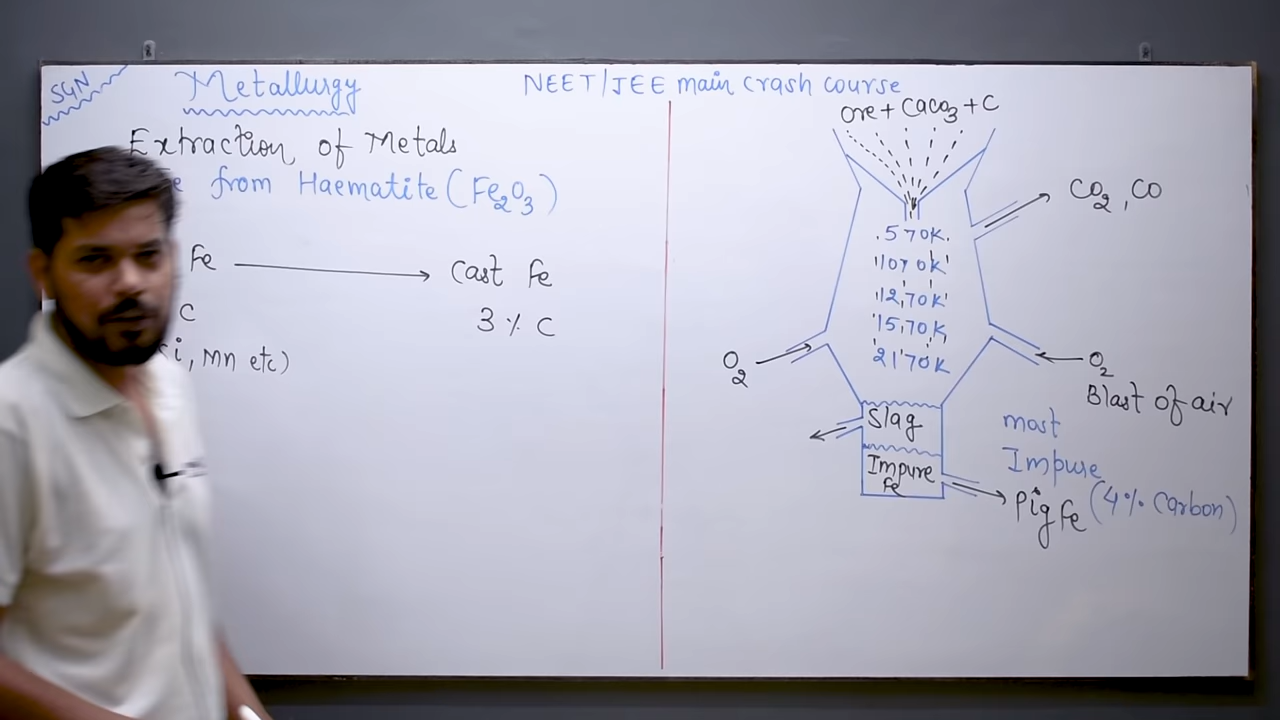 SGN
Metallurgy
NEET/JEE main crash course
Extraction of Metals
from Haematite (Fe2O3)
Fe → Cast Fe
C
3 % C
, Mn etc)
ore + CaCO3 + C
CO2, CO
570K
1070K
1270K
1570K
2170K
O2
O2
Blast of air
Slag
Impure
Fe
most
Impure
Pig Fe (4% Carbon)